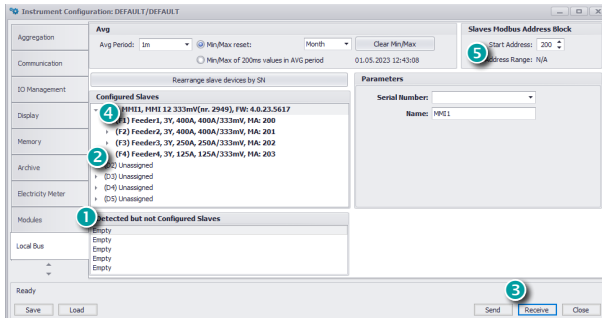 Instrument Configuration: DEFAULT/DEFAULT
Aggregation
Communication
IO Management
Display
Memory
Archive
Electricity Meter
Modules
Local Bus
Avg
Avg Period: 1m
Min/Max reset: Month
Clear Min/Max
Min/Max of 200ms values in AVG period
01.05.2023 12:43:08
Slaves Modbus Address Block
Start Address: 200
5
Address Range: N/A
Rearrange slave devices by SN
Configured Slaves
4
MMI1, MMI 12 333mV(nr. 2949), FW: 4.0.23.5617
(F1) Feeder1, 3Y, 400A, 400A/333mV, MA: 200
(F2) Feeder2, 3Y, 400A, 400A/333mV, MA: 201
(F3) Feeder3, 3Y, 250A, 250A/333mV, MA: 202
(F4) Feeder4, 3Y, 125A, 125A/333mV, MA: 203
2
(D2) Unassigned
(D3) Unassigned
(D4) Unassigned
(D5) Unassigned
Parameters
Serial Number:
Name: MMI1
1
Detected but not Configured Slaves
Empty
Empty
Empty
Empty
Empty
Ready
3
Save
Load
Send
Receive
Close